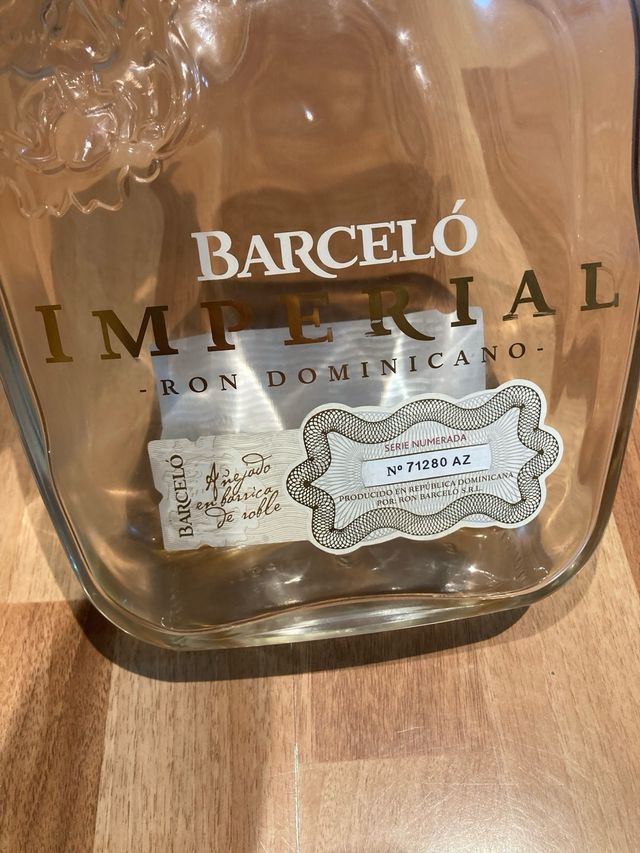 BARCELÓ
IMPERIAL
-RON DOMINICANO-
BARCELÓ
Añejado
en barrica
de roble
SERIE NUMERADA
Nº 71280 AZ
PRODUCIDO EN REPÚBLICA DOMINICANA
POR: RON BARCELO S.R.L.